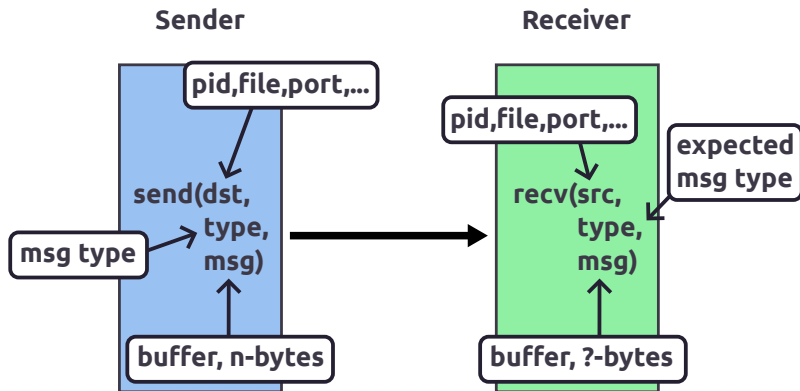 Sender
Receiver
pid,file,port,...
pid,file,port,...
expected
msg type
send(dst,
type,
msg)
recv(src,
type,
msg)
msg type
buffer, n-bytes
buffer, ?-bytes